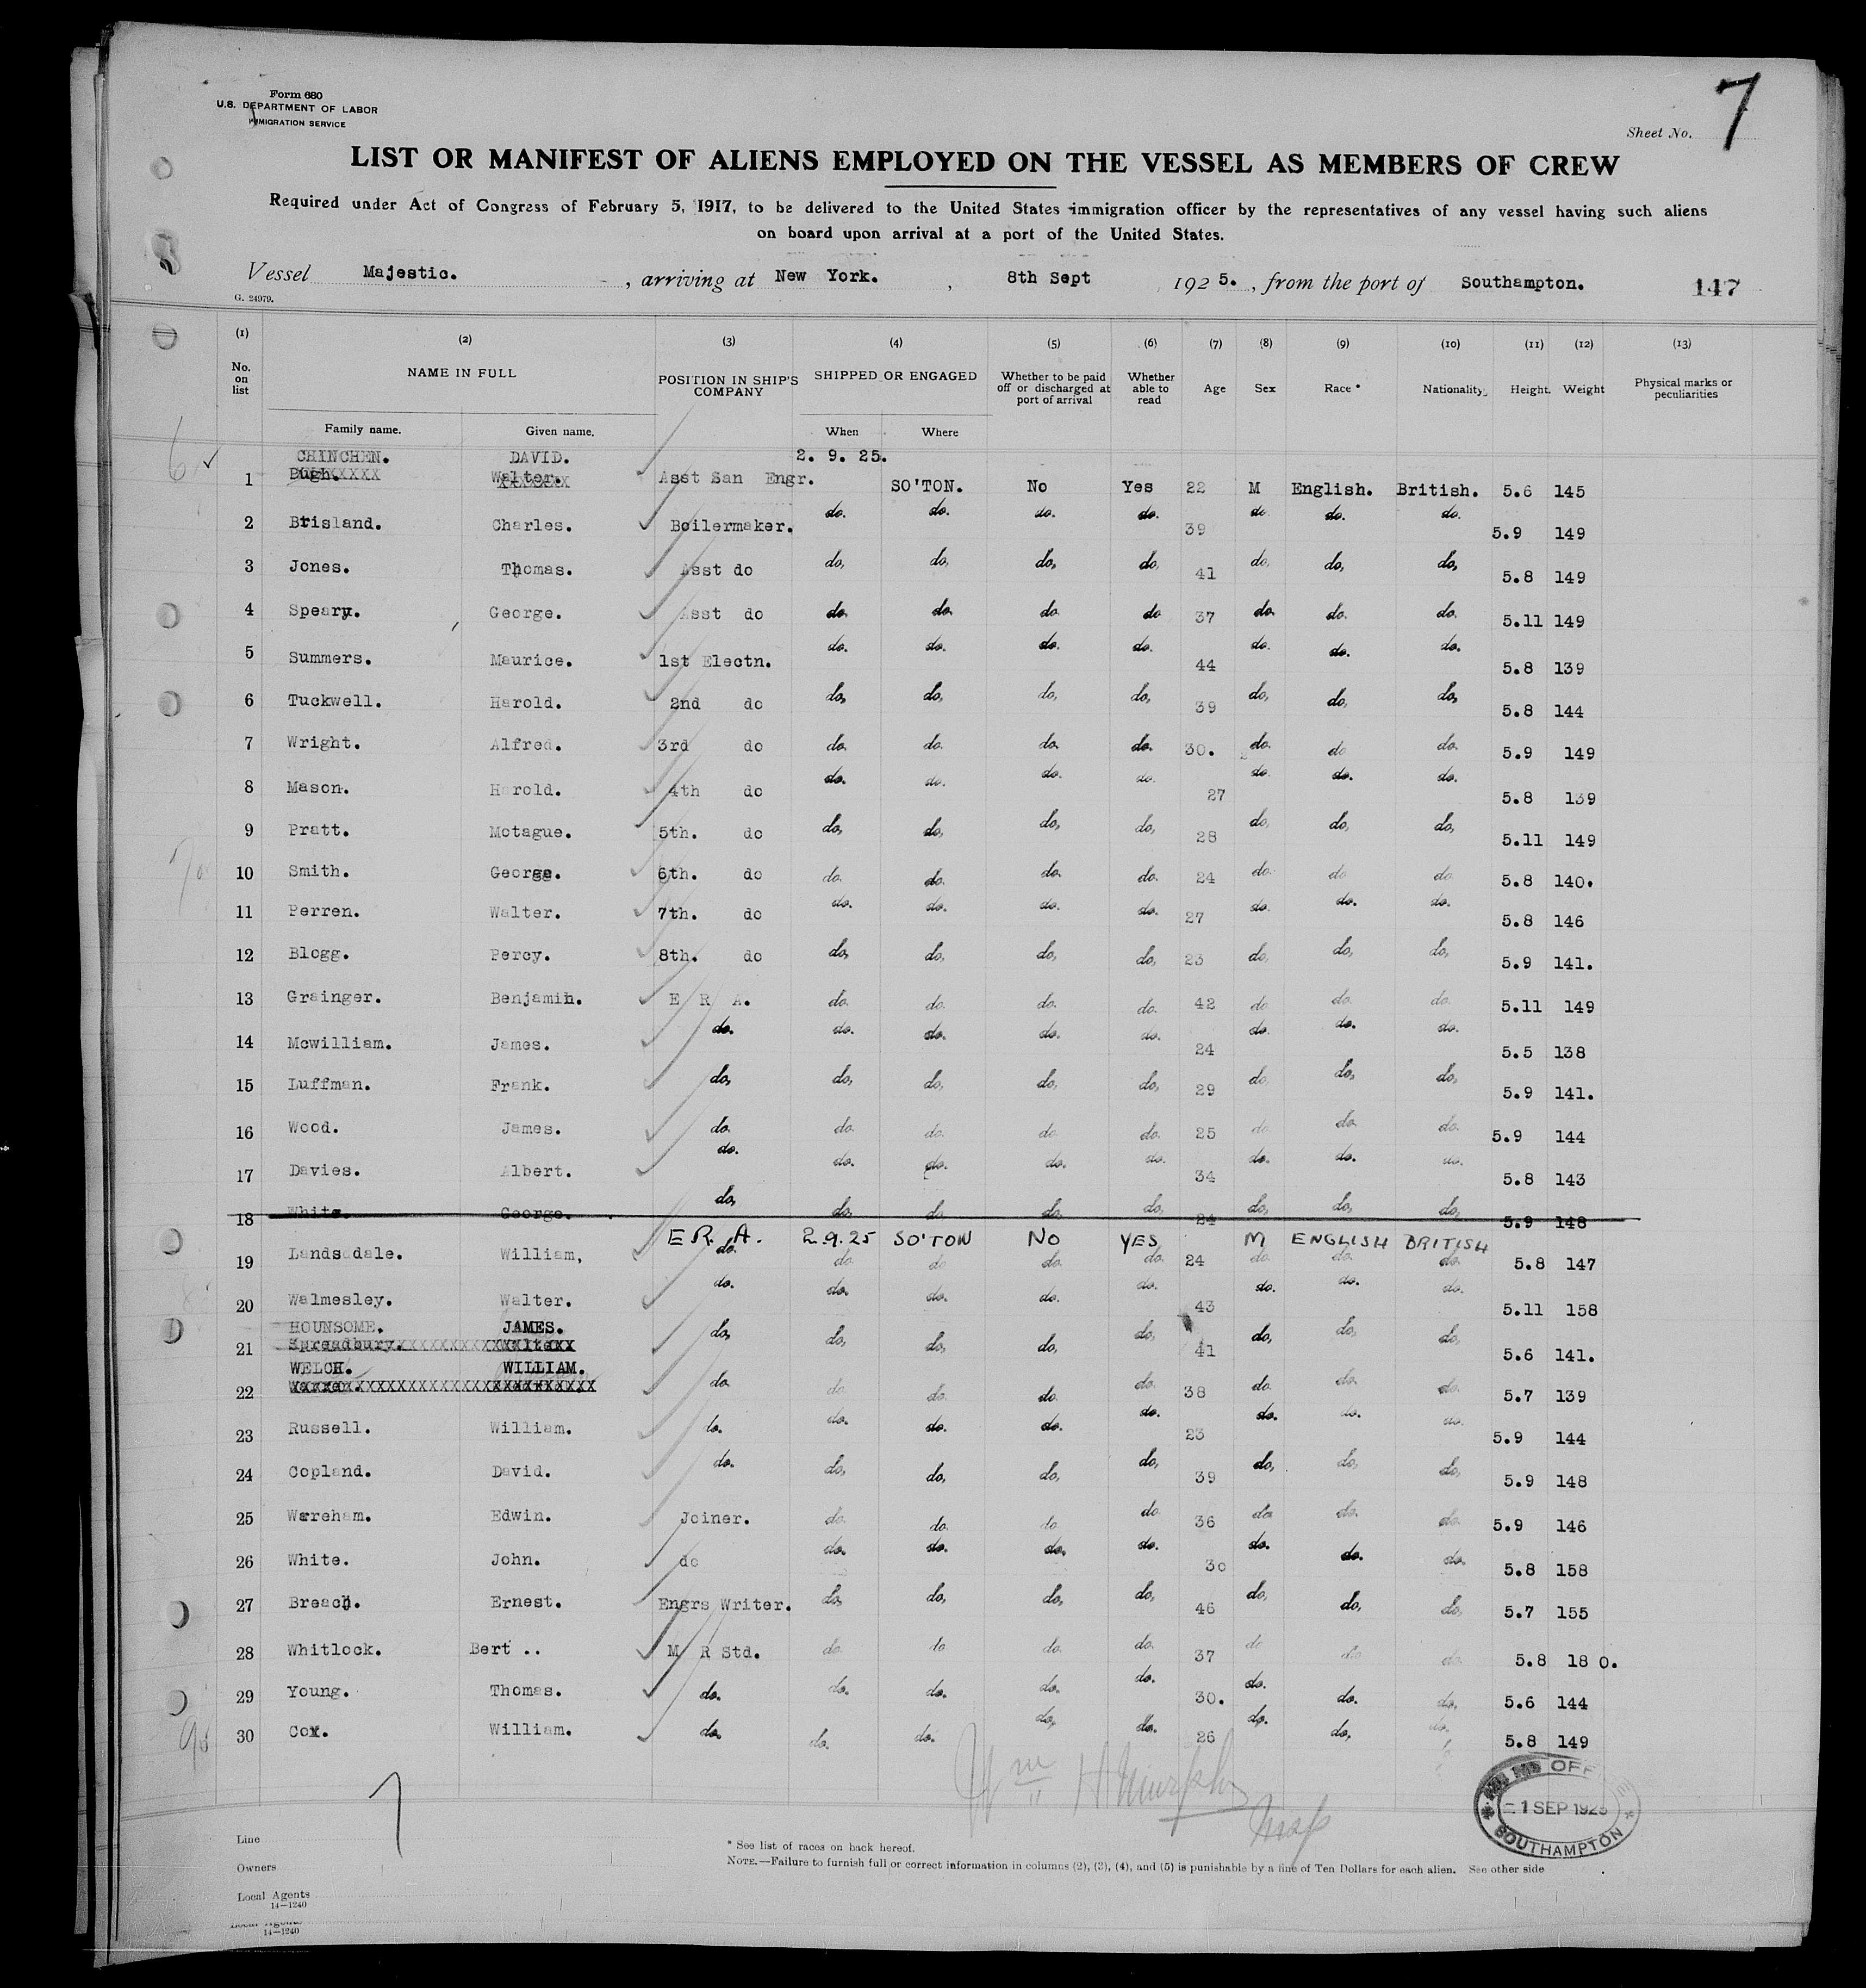 Form 680
U.S. DEPARTMENT OF LABOR
IMMIGRATION SERVICE
7
Sheet No.
LIST OR MANIFEST OF ALIENS EMPLOYED ON THE VESSEL AS MEMBERS OF CREW
Required under Act of Congress of February 5, 1917, to be delivered to the United States immigration officer by the representatives of any vessel having such aliens
on board upon arrival at a port of the United States.
Vessel Majestic. , arriving at New York. , 8th Sept 192 5. , from the port of Southampton. 147
G. 24979.
(1) (2) (3) (4) (5) (6) (7) (8) (9) (10) (11) (12) (13)
No. on list NAME IN FULL POSITION IN SHIP'S COMPANY SHIPPED OR ENGAGED Whether to be paid off or discharged at port of arrival Whether able to read Age Sex Race * Nationality Height. Weight Physical marks or peculiarities
Family name. Given name. When Where
CHINCHEN. DAVID. 2. 9. 25.
1 Pugh. Walter. Asst San Engr. SO'TON. No Yes 22 M English. British. 5.6 145
2 Brisland. Charles. Boilermaker. do. do. do. do. 39 do. do. do. 5.9 149
3 Jones. Thomas. Asst do do, do, do, do, 41 do, do, do, 5.8 149
4 Speary. George. Asst do do. do. do. do 37 do. do. do. 5.11 149
5 Summers. Maurice. 1st Electn. do. do. do. do. 44 do. do. do. 5.8 139
6 Tuckwell. Harold. 2nd do do, do, do, do, 39 do, do, do, 5.8 144
7 Wright. Alfred. 3rd do do. do. do. do. 30. do. do do. 5.9 149
8 Mason. Harold. 4th do do. do. do. do. 27 do. do. do. 5.8 139
9 Pratt. Motague. 5th. do do, do, do, do, 28 do, do, do, 5.11 149
10 Smith. George. 6th. do do. do. do. do. 24 do. do do 5.8 140.
11 Perren. Walter. 7th. do do. do. do. do. 27 do. do. do. 5.8 146
12 Blogg. Percy. 8th. do do, do, do, do, 23 do, do, do, 5.9 141.
13 Grainger. Benjamin. E R A. do. do. do. do. 42 do do. do. 5.11 149
14 Mcwilliam. James. do. do. do. do. do. 24 do. do. do. 5.5 138
15 Luffman. Frank. do, do, do, do, do, 29 do, do, do, 5.9 141.
16 Wood. James. do. do. do. do do. 25 do do. do. 5.9 144
17 Davies. Albert. do. do. do. do. do. 34 do. do. do. 5.8 143
18 White. George. do, do, do, do, do, 24 do, do, do, 5.9 148
E.R. A. 2.9.25 SO'TON NO YES M ENGLISH BRITISH
19 Landsdale. William, do. do. do do. do. 24 do. do. do. 5.8 147
20 Walmesley. Walter. do. do. do. do. do. 43 do. do. do. 5.11 158
HOUNSOME. JAMES.
21 Spreadbury. do, do, do, do, do, 41 do, do, do, 5.6 141.
WELCH. WILLIAM.
22 do. do. do. do. do. 38 do. do. do. 5.7 139
23 Russell. William. do. do. do. do. do. 23 do. do. do. 5.9 144
24 Copland. David. do. do, do, do, do, 39 do, do, do, 5.9 148
25 Wareham. Edwin. Joiner. do. do. do do 36 do do. do. 5.9 146
26 White. John. do do. do. do. do. 30 do. do. do. 5.8 158
27 Breach. Ernest. Engrs Writer. do, do, do, do, 46 do, do, do, 5.7 155
28 Whitlock. Bert .. M R Std. do. do do. do. 37 do do do. 5.8 18 0.
29 Young. Thomas. do. do. do. do. do. 30. do. do. do. 5.6 144
30 Cox. William. do. do. do. do, do. 26 do. do, do. 5.8 149
Wm H Murphy
7
OFFICE
1 SEP 1925
SOUTHAMPTON
Line
Owners
Local Agents
14—1240
* See list of races on back hereof.
NOTE.—Failure to furnish full or correct information in columns (2), (3), (4), and (5) is punishable by a fine of Ten Dollars for each alien. See other side
14—1240